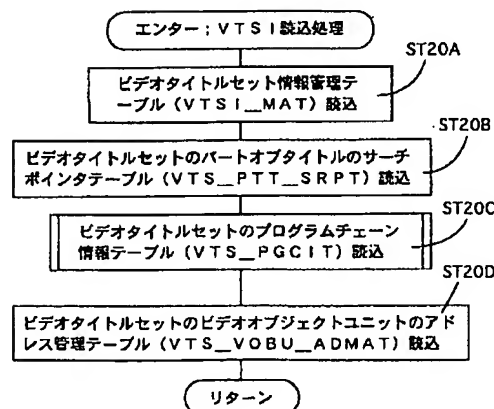 エンター；ＶＴＳＩ読込処理
ST20A
ビデオタイトルセット情報管理テ
ーブル（ＶＴＳＩ＿ＭＡＴ）読込
ST20B
ビデオタイトルセットのパートオブタイトルのサーチ
ポインタテーブル（ＶＴＳ＿ＰＴＴ＿ＳＲＰＴ）読込
ST20C
ビデオタイトルセットのプログラムチェーン
情報テーブル（ＶＴＳ＿ＰＧＣＩＴ）読込
ST20D
ビデオタイトルセットのビデオオブジェクトユニットのアド
レス管理テーブル（ＶＴＳ＿ＶＯＢＵ＿ＡＤＭＡＴ）読込
リターン